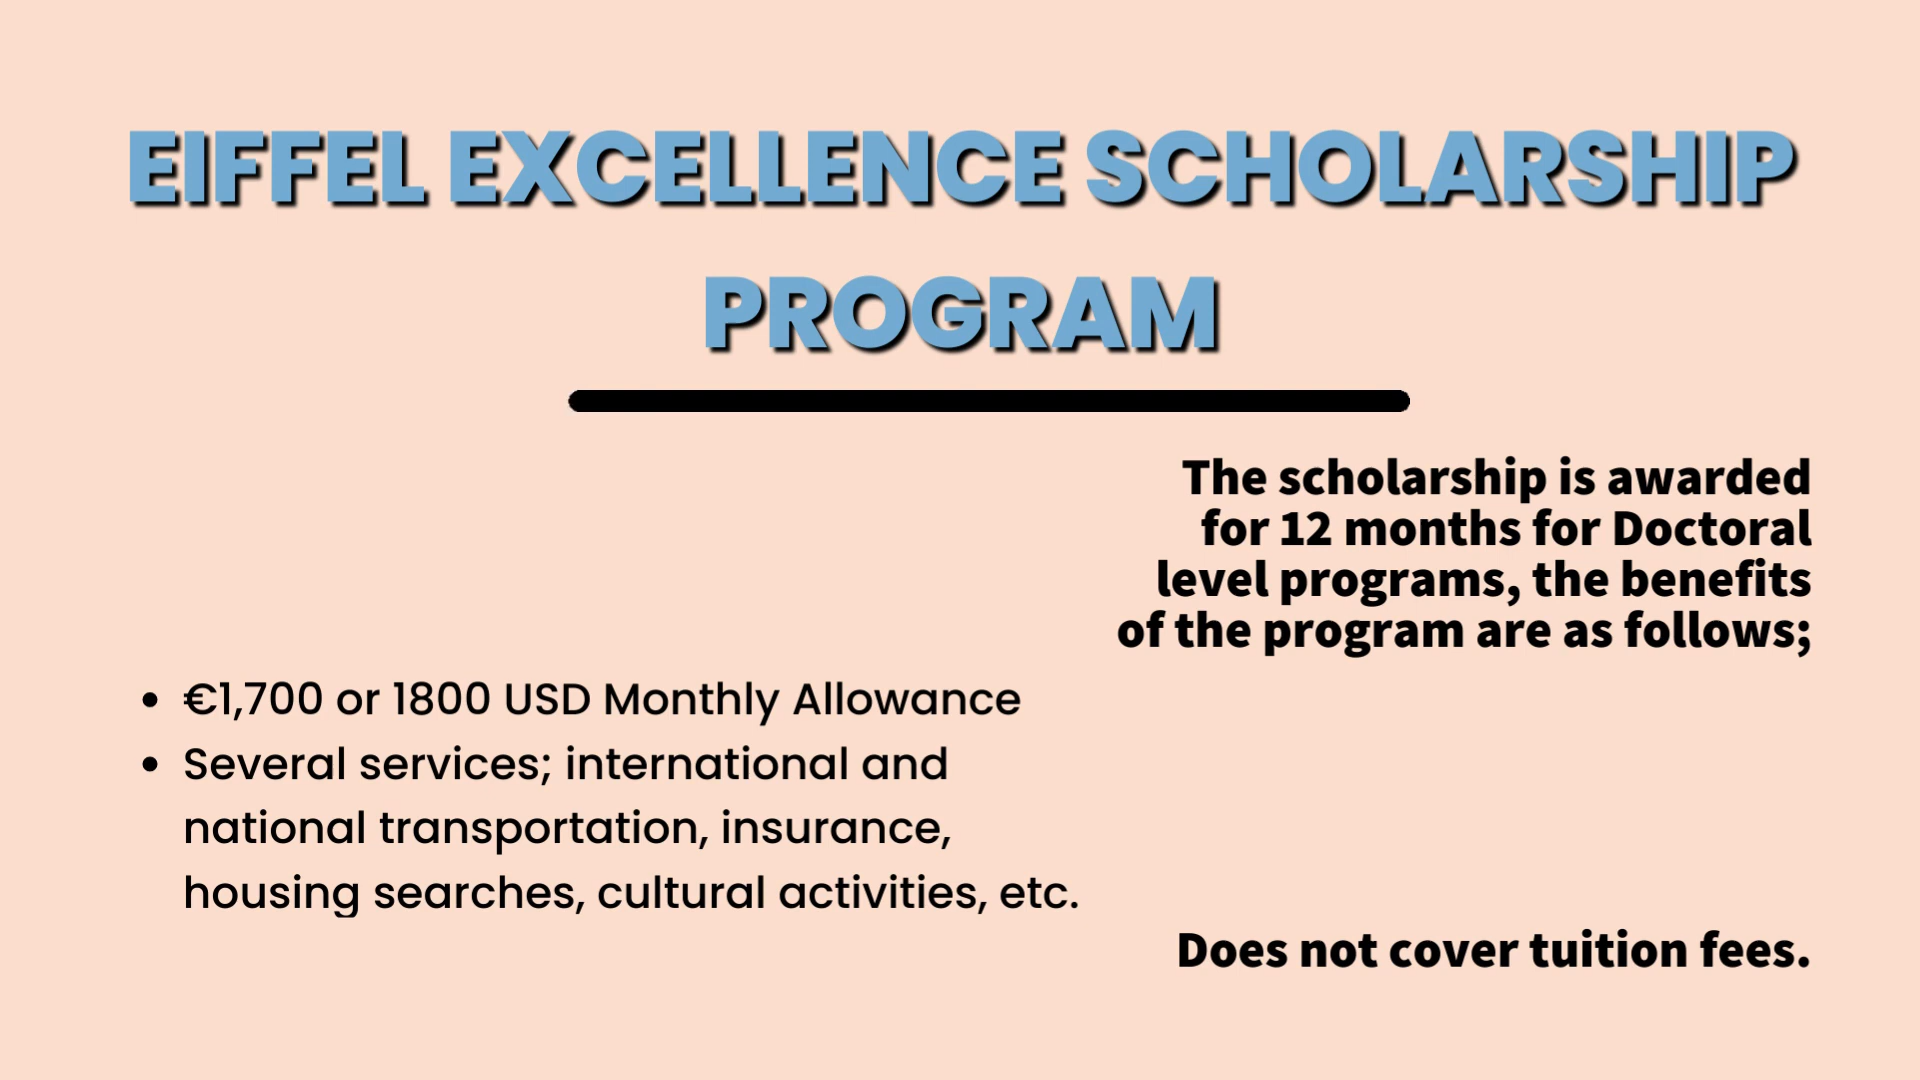 EIFFEL EXCELLENCE SCHOLARSHIP
PROGRAM
The scholarship is awarded
for 12 months for Doctoral
level programs, the benefits
of the program are as follows;
• €1,700 or 1800 USD Monthly Allowance
• Several services; international and
national transportation, insurance,
housing searches, cultural activities, etc.
Does not cover tuition fees.